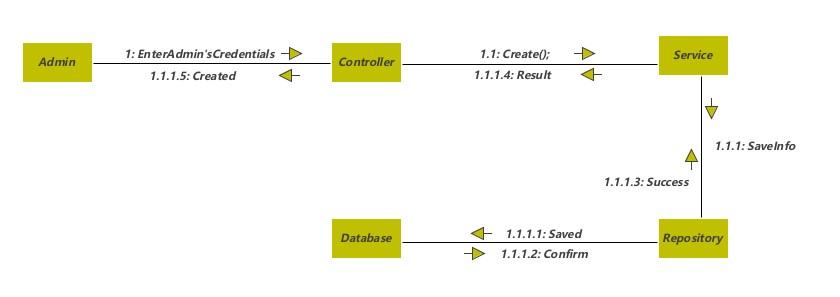 1: EnterAdmin'sCredentials
1.1: Create();
Service
Admin
Controller
1.1.1.5: Created
1.1.1.4: Result
1.1.1: SaveInfo
1.1.1.3: Success
Database
1.1.1.1: Saved
Repository
1.1.1.2: Confirm